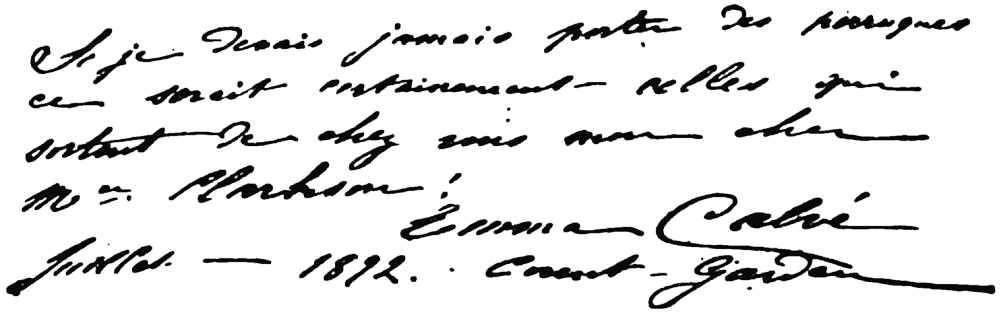 Si je devais jamais porter des perruques
ce serait certainement celles qui
sortent de chez vous mon cher
Mr. Clarkson!
Emma Calvé
Juillet — 1892. Covent-Garden